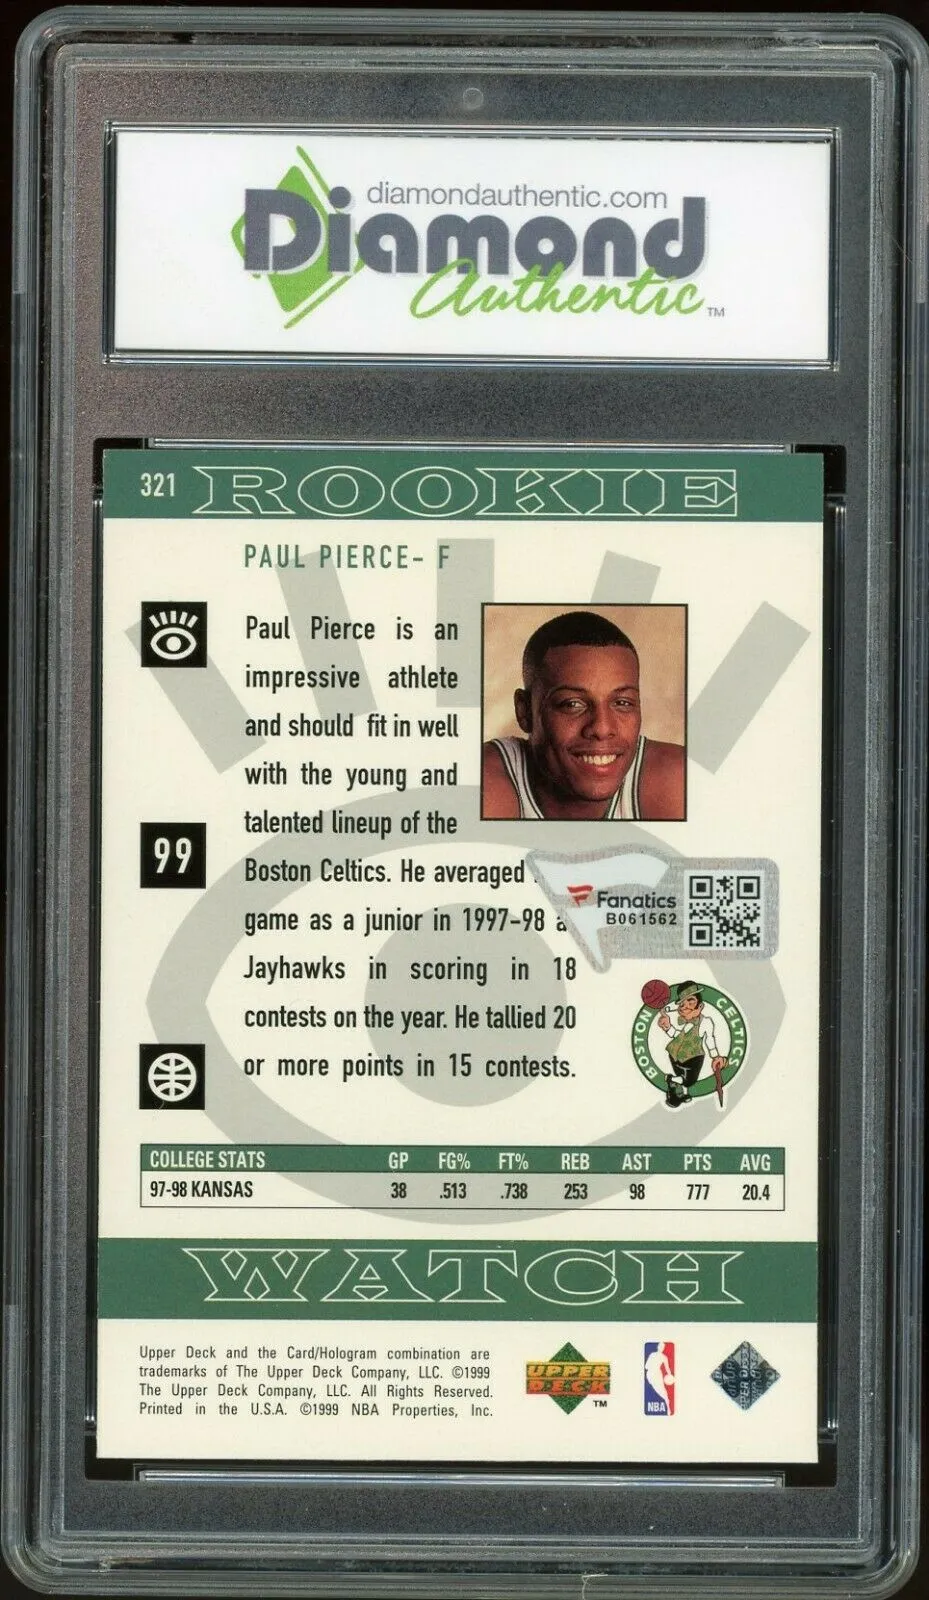 diamondauthentic.com
Diamond
Authentic™
321 ROOKIE
PAUL PIERCE- F
Paul Pierce is an
impressive athlete
and should fit in well
with the young and
talented lineup of the
Boston Celtics. He averaged
game as a junior in 1997-98
Jayhawks in scoring in 18
contests on the year. He tallied 20
or more points in 15 contests.
99
Fanatics
B061562
BOSTON CELTICS
COLLEGE STATS GP FG% FT% REB AST PTS AVG
97-98 KANSAS 38 .513 .738 253 98 777 20.4
WATCH
Upper Deck and the Card/Hologram combination are
trademarks of The Upper Deck Company, LLC. ©1999
The Upper Deck Company, LLC. All Rights Reserved.
Printed in the U.S.A. ©1999 NBA Properties, Inc.
UPPER
DECK™
NBA